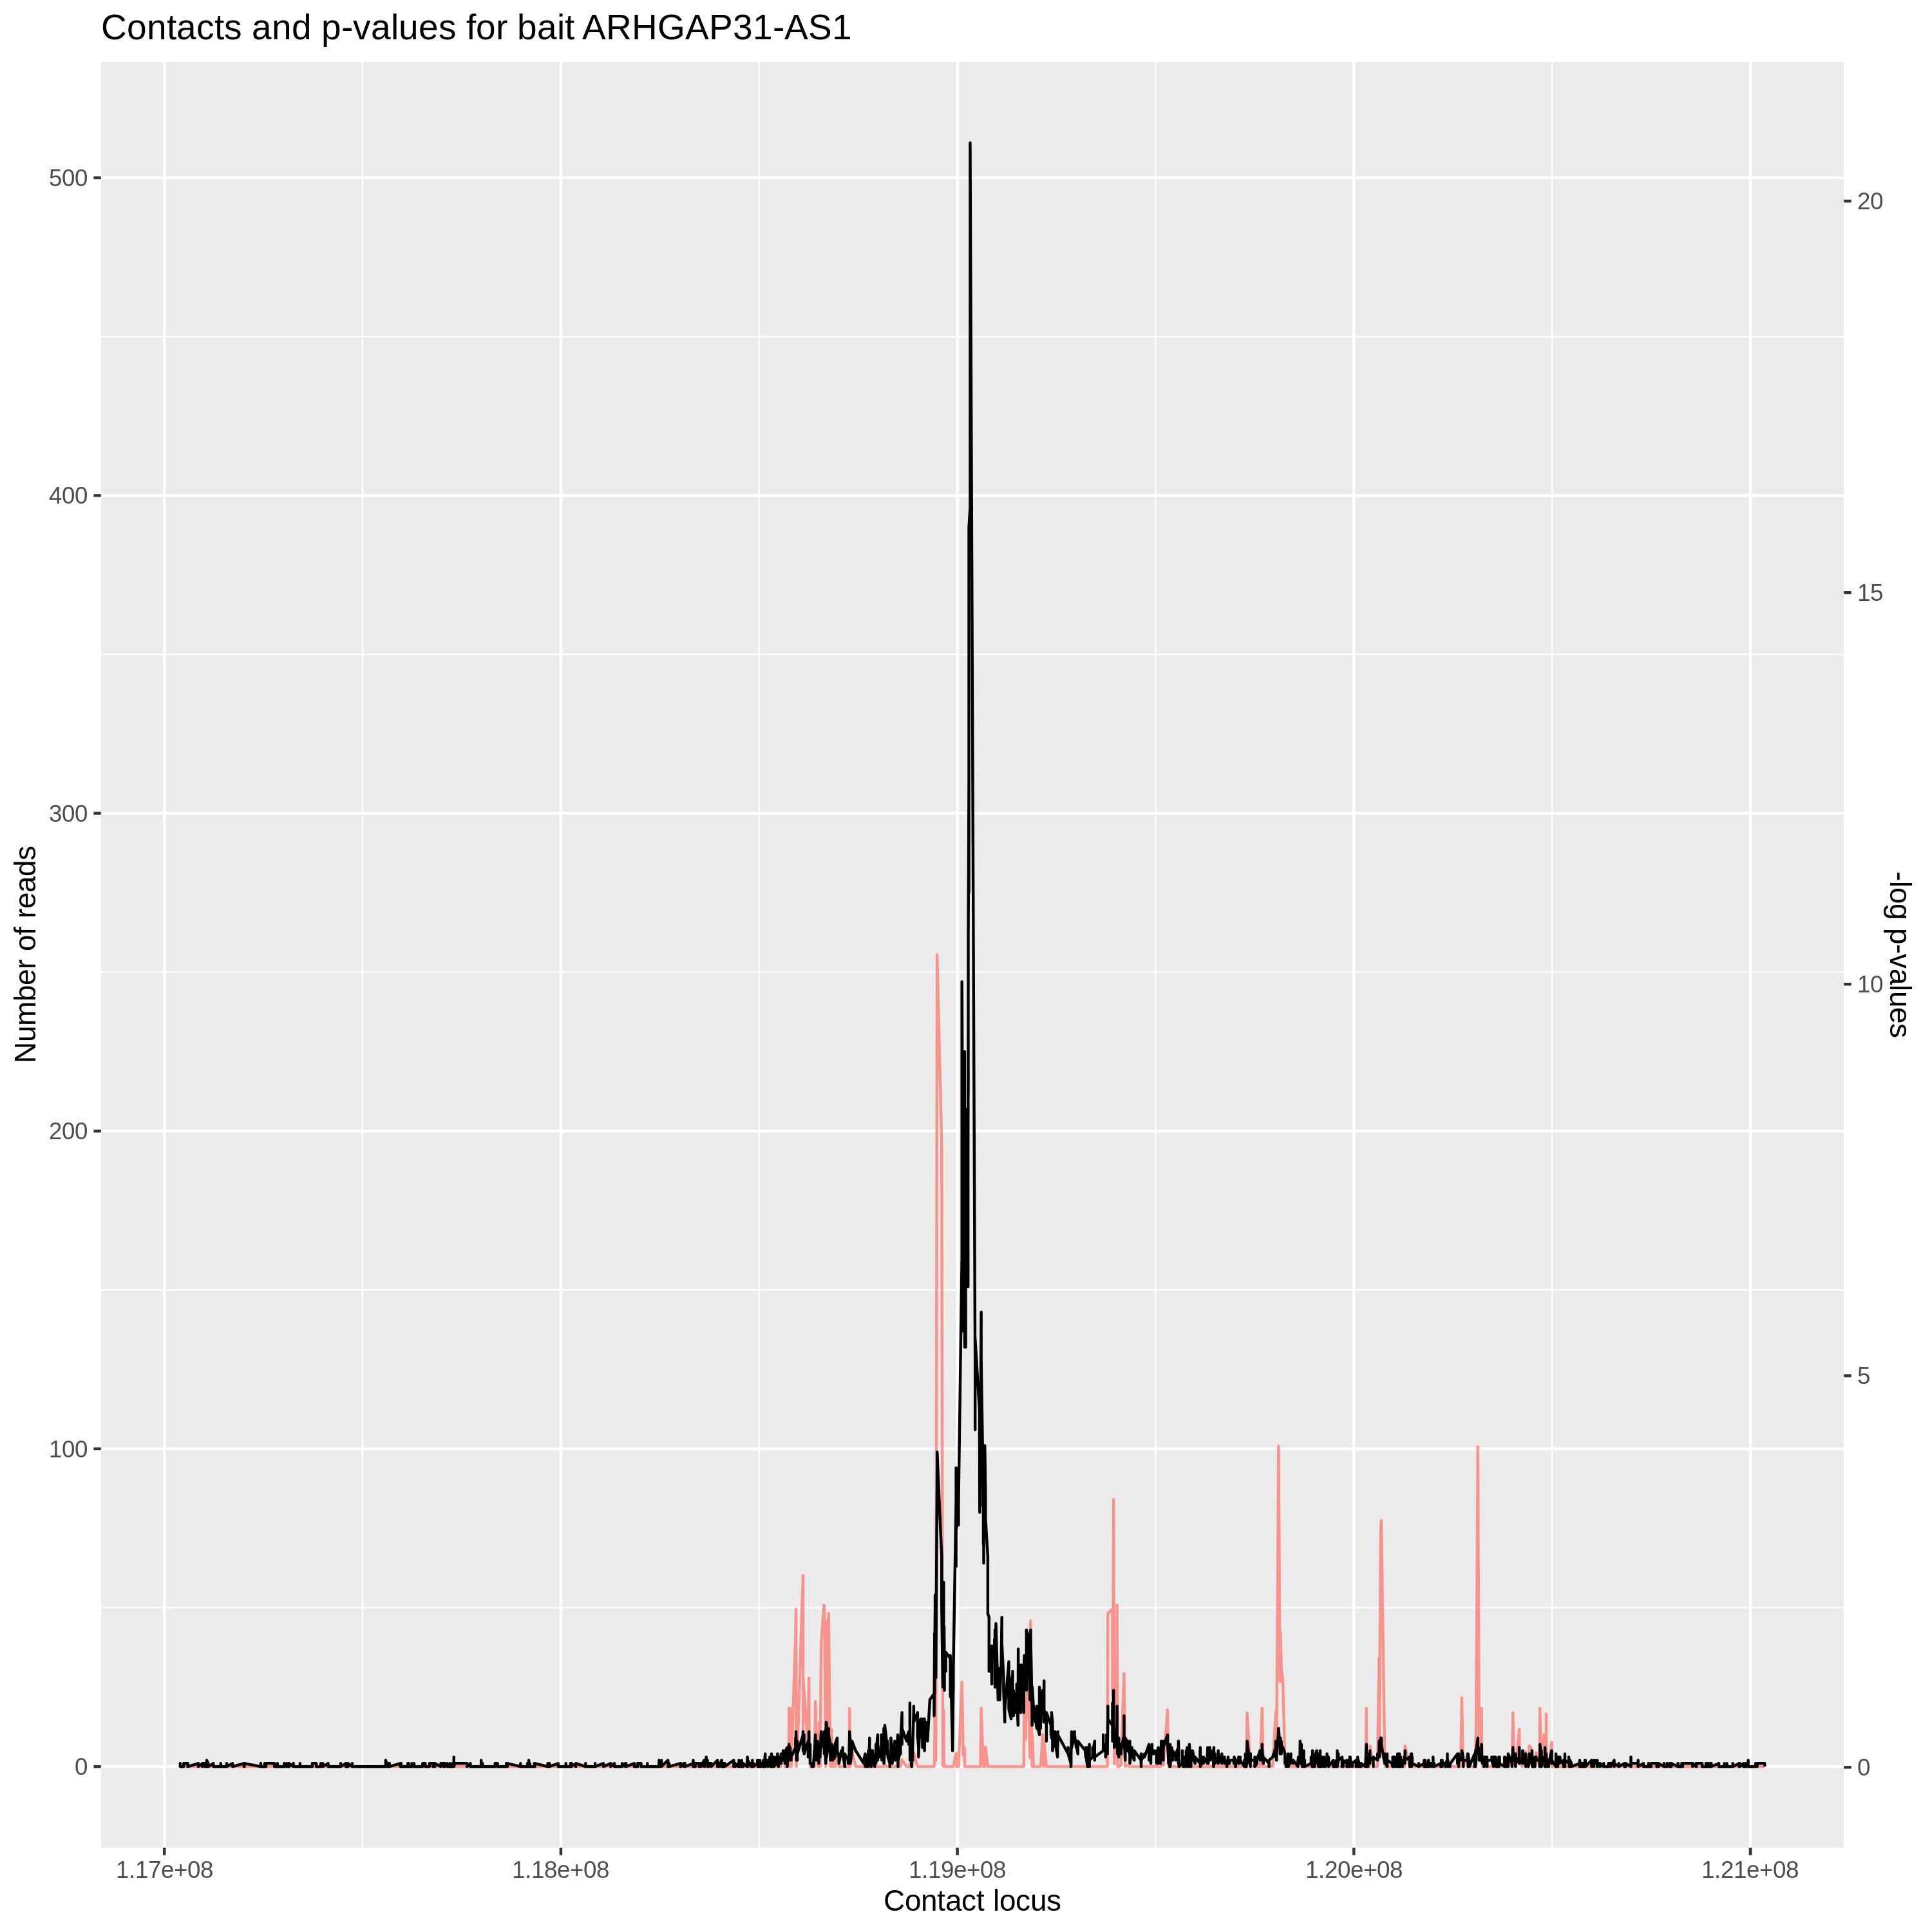 Contacts and p-values for bait ARHGAP31-AS1
Number of reads
500
400
300
200
100
0
20
15
10
5
0
-log p-values
1.17e+08 1.18e+08 1.19e+08 1.20e+08 1.21e+08
Contact locus